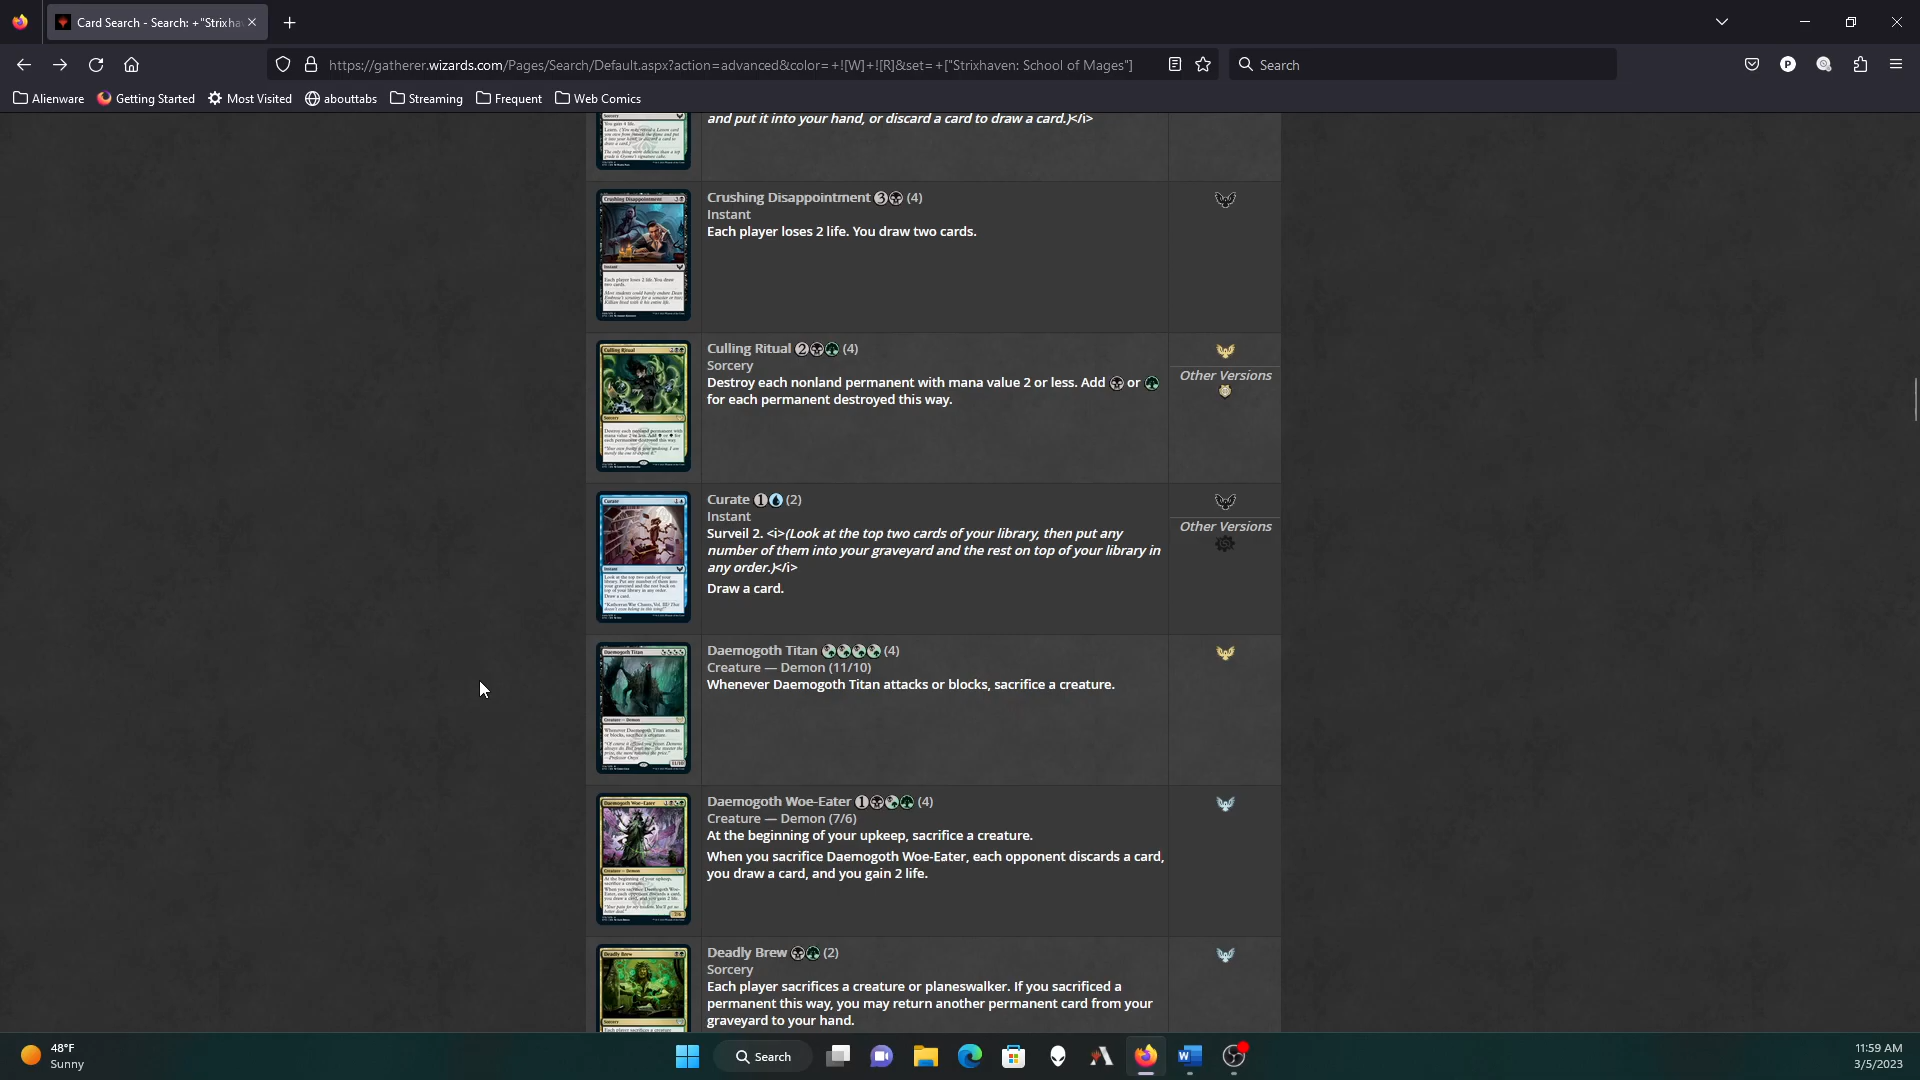 Card Search - Search: +"Strixha
https://gatherer.wizards.com/Pages/Search/Default.aspx?action=advanced&color=+![W]+![R]&set=+["Strixhaven: School of Mages"]
Search
Alienware
Getting Started
Most Visited
abouttabs
Streaming
Frequent
Web Comics
and put it into your hand, or discard a card to draw a card.)</i>
Crushing Disappointment 3 (4)
Instant
Each player loses 2 life. You draw two cards.
Culling Ritual 2 (4)
Sorcery
Destroy each nonland permanent with mana value 2 or less. Add or
for each permanent destroyed this way.
Other Versions
Curate 1 (2)
Instant
Surveil 2. <i>(Look at the top two cards of your library, then put any
number of them into your graveyard and the rest on top of your library in
any order.)</i>
Draw a card.
Other Versions
Daemogoth Titan (4)
Creature — Demon (11/10)
Whenever Daemogoth Titan attacks or blocks, sacrifice a creature.
Daemogoth Woe-Eater 1 (4)
Creature — Demon (7/6)
At the beginning of your upkeep, sacrifice a creature.
When you sacrifice Daemogoth Woe-Eater, each opponent discards a card,
you draw a card, and you gain 2 life.
Deadly Brew (2)
Sorcery
Each player sacrifices a creature or planeswalker. If you sacrificed a
permanent this way, you may return another permanent card from your
graveyard to your hand.
48°F
Sunny
Search
11:59 AM
3/5/2023